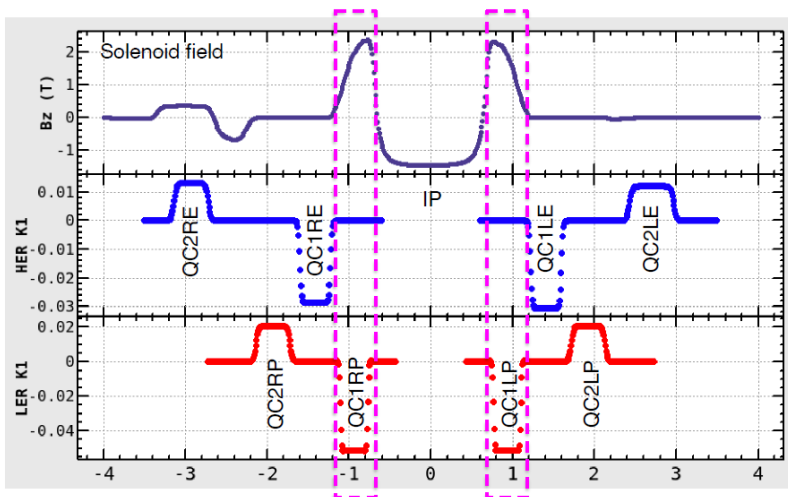 Solenoid field
Bz (T)
2
1
0
-1
IP
HER K1
0.01
0
-0.01
-0.02
-0.03
QC2RE
QC1RE
QC1LE
QC2LE
LER K1
0.02
0
-0.02
-0.04
QC2RP
QC1RP
QC1LP
QC2LP
-4 -3 -2 -1 0 1 2 3 4